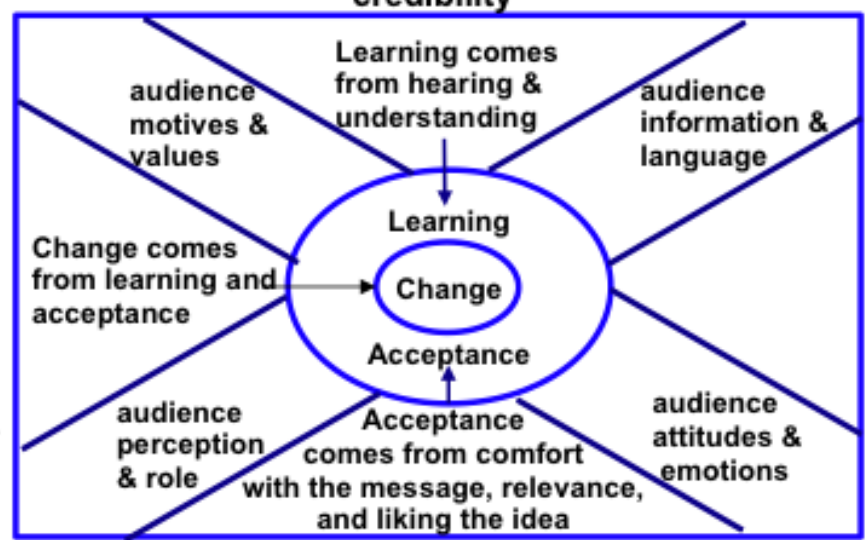 credibility
Learning comes
from hearing &
understanding
audience
motives &
values
audience
information &
language
Learning
Change comes
from learning and
acceptance
Change
Acceptance
audience
perception
& role
Acceptance
comes from comfort
with the message, relevance,
and liking the idea
audience
attitudes &
emotions